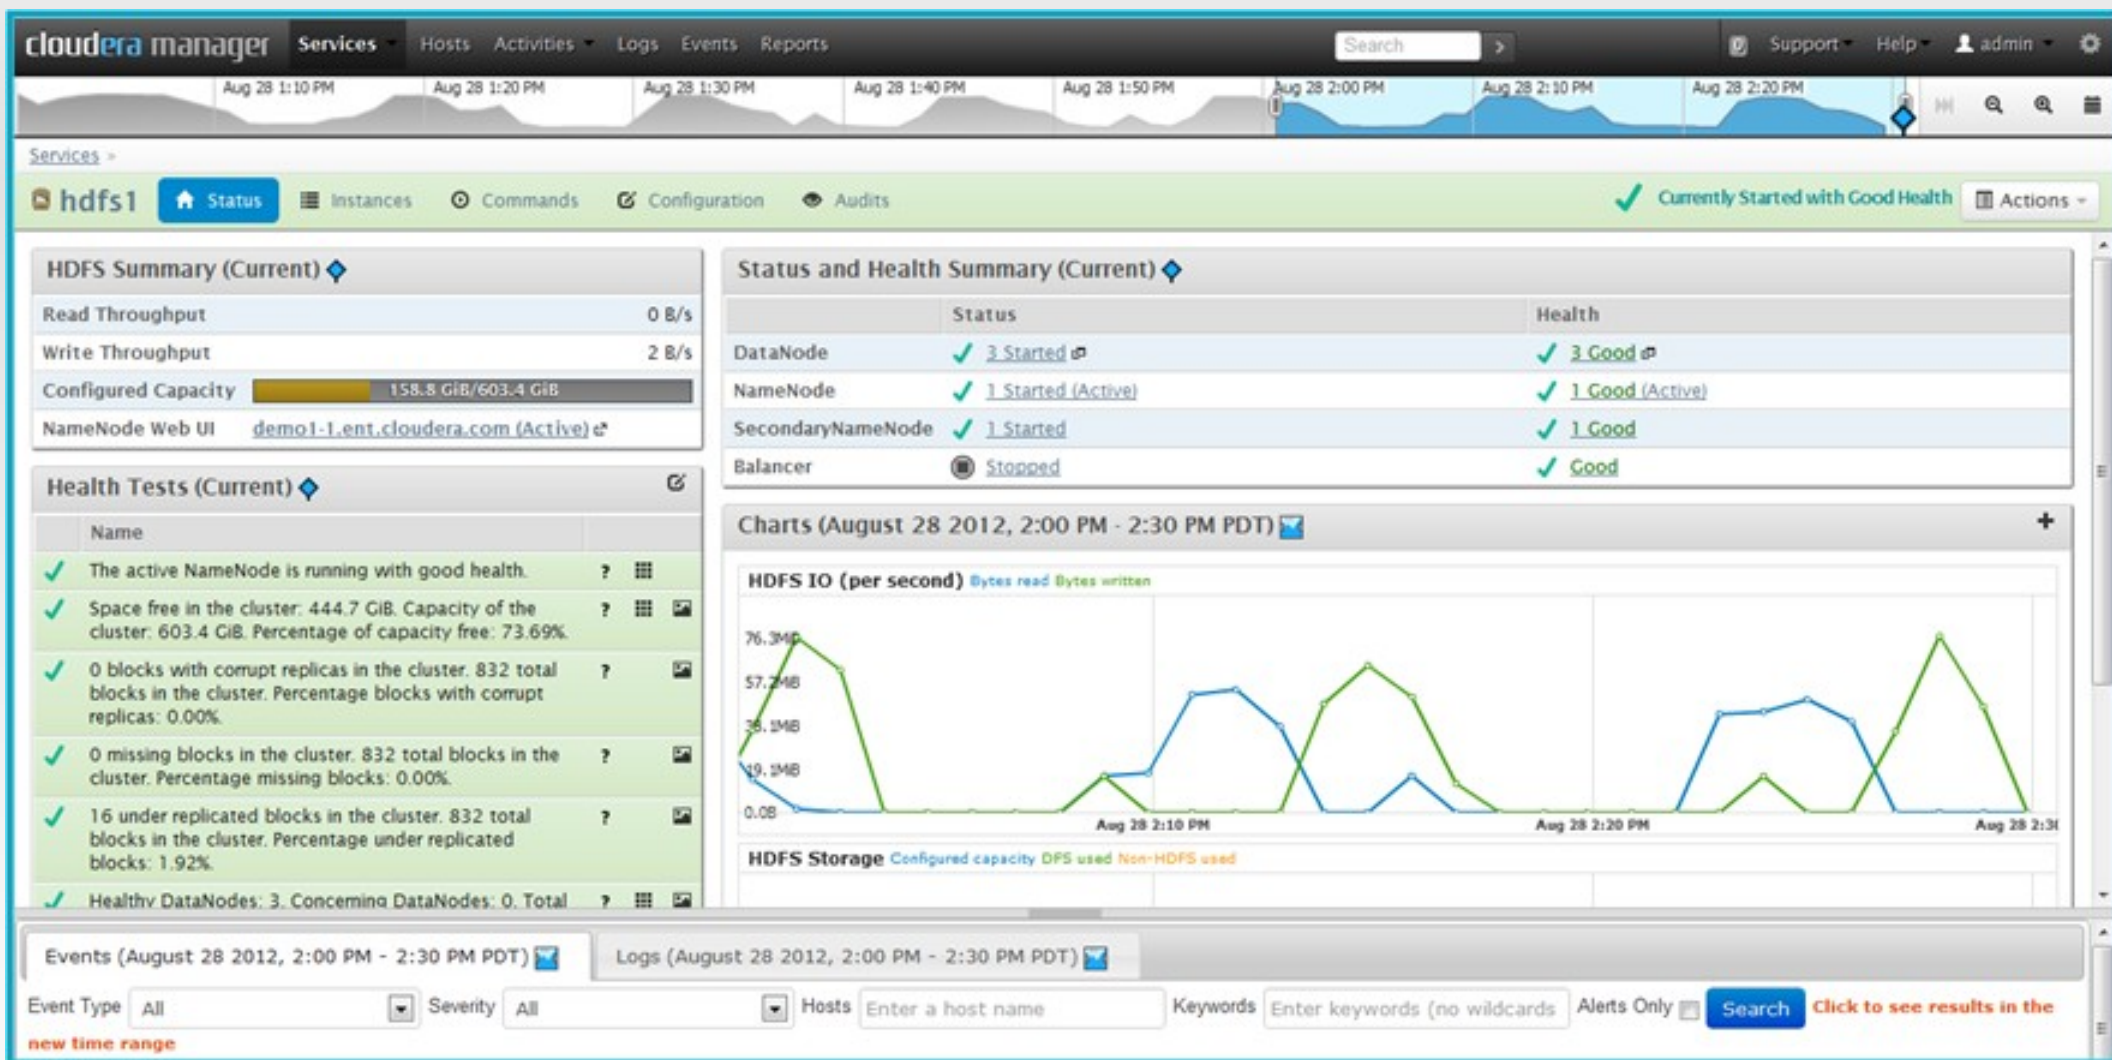 cloudera manager Services Hosts Activities Logs Events Reports Search > 0 Support Help admin
Aug 28 1:10 PM Aug 28 1:20 PM Aug 28 1:30 PM Aug 28 1:40 PM Aug 28 1:50 PM Aug 28 2:00 PM Aug 28 2:10 PM Aug 28 2:20 PM
Services »
hdfs1 Status Instances Commands Configuration Audits Currently Started with Good Health Actions
HDFS Summary (Current)
Read Throughput 0 B/s
Write Throughput 2 B/s
Configured Capacity 158.8 GiB/603.4 GiB
NameNode Web UI demo1-1.ent.cloudera.com (Active)
Health Tests (Current)
Name
The active NameNode is running with good health. ?
Space free in the cluster: 444.7 GiB. Capacity of the ?
cluster: 603.4 GiB. Percentage of capacity free: 73.69%.
0 blocks with corrupt replicas in the cluster. 832 total ?
blocks in the cluster. Percentage blocks with corrupt
replicas: 0.00%.
0 missing blocks in the cluster. 832 total blocks in the ?
cluster. Percentage missing blocks: 0.00%.
16 under replicated blocks in the cluster. 832 total ?
blocks in the cluster. Percentage under replicated
blocks: 1.92%.
Healthy DataNodes: 3. Concerning DataNodes: 0. Total ?
Status and Health Summary (Current)
Status Health
DataNode 3 Started 3 Good
NameNode 1 Started (Active) 1 Good (Active)
SecondaryNameNode 1 Started 1 Good
Balancer Stopped Good
Charts (August 28 2012, 2:00 PM - 2:30 PM PDT) +
HDFS IO (per second) Bytes read Bytes written
76.3MiB
57.2MiB
38.1MiB
19.1MiB
0.0B
Aug 28 2:10 PM Aug 28 2:20 PM Aug 28 2:30
HDFS Storage Configured capacity DFS used Non-HDFS used
Events (August 28 2012, 2:00 PM - 2:30 PM PDT) Logs (August 28 2012, 2:00 PM - 2:30 PM PDT)
Event Type All Severity All Hosts Enter a host name Keywords Enter keywords (no wildcards Alerts Only Search Click to see results in the
new time range